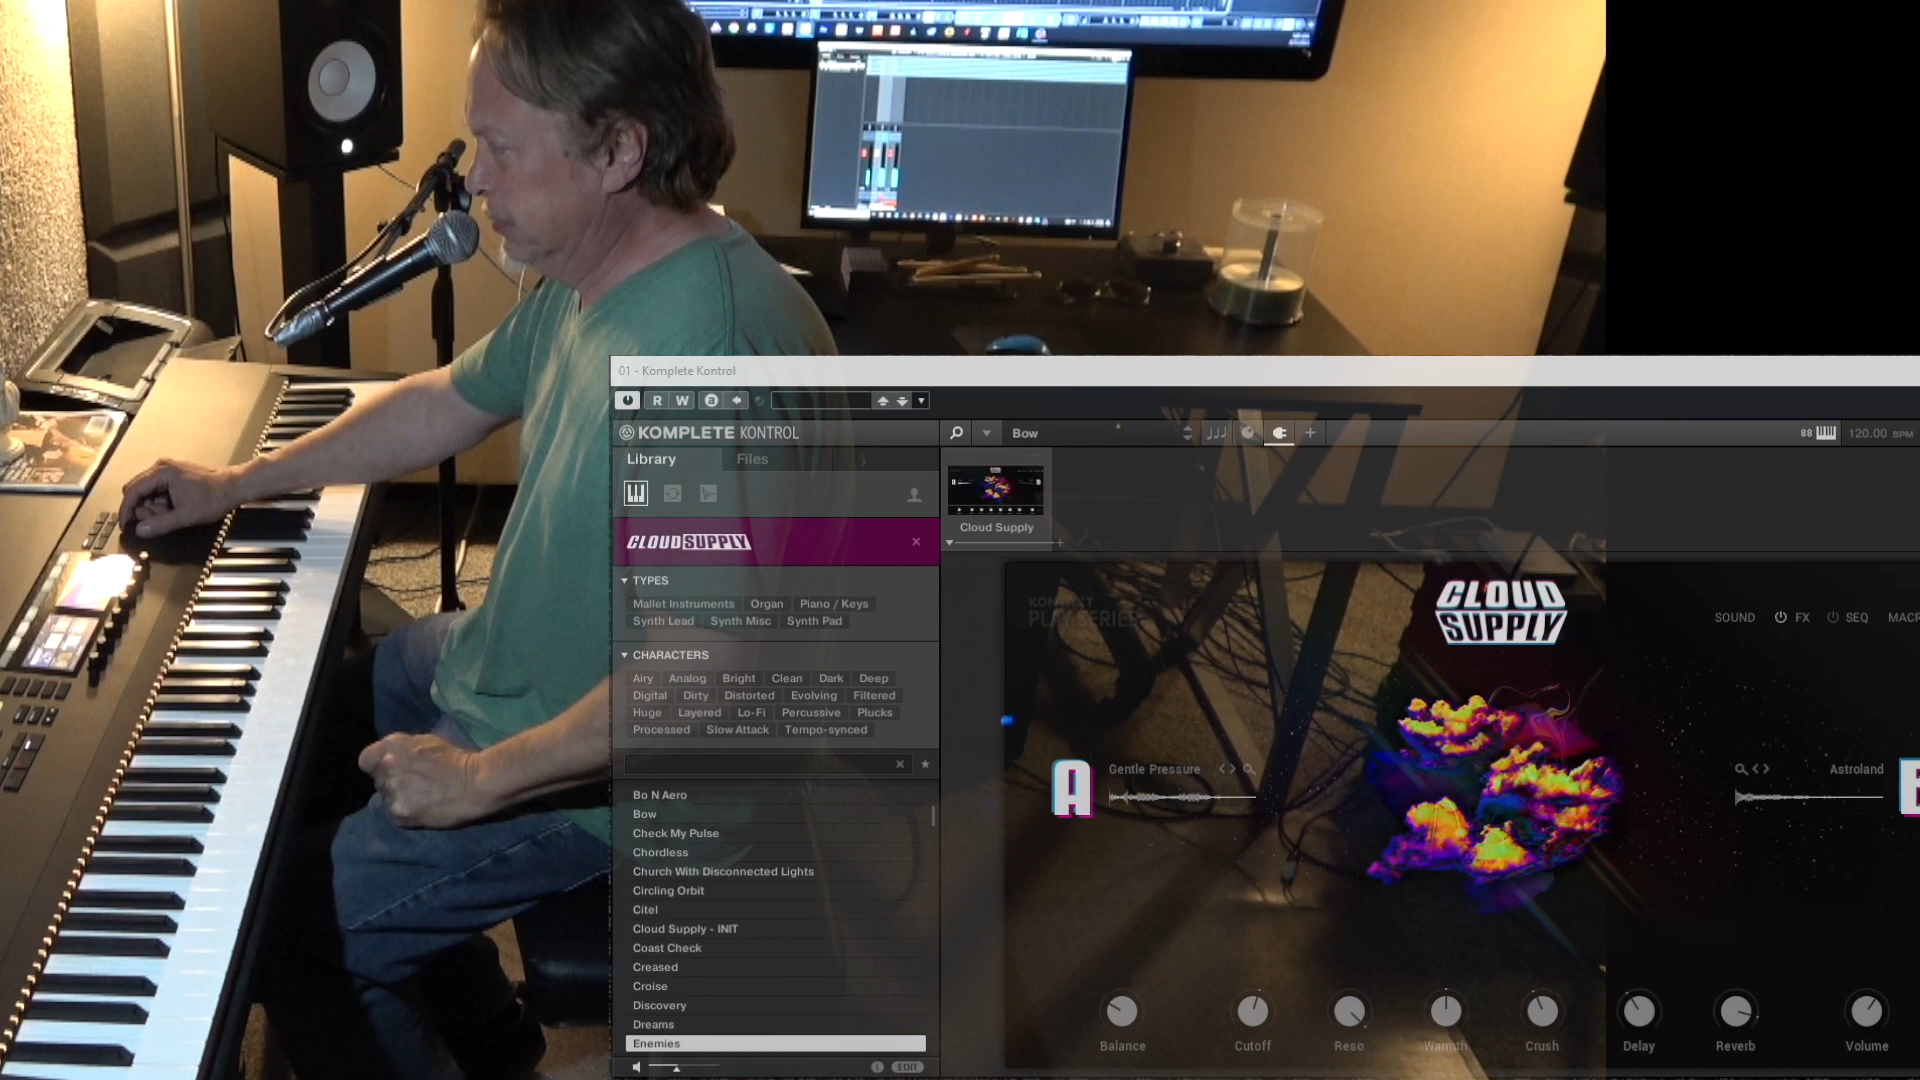 01 - Komplete Kontrol
R W a
KOMPLETE KONTROL
Bow
88
120.00 BPM
Library Files
Cloud Supply
CLOUD SUPPLY
TYPES
Mallet Instruments Organ Piano / Keys
Synth Lead Synth Misc Synth Pad
CHARACTERS
Airy Analog Bright Clean Dark Deep
Digital Dirty Distorted Evolving Filtered
Huge Layered Lo-Fi Percussive Plucks
Processed Slow Attack Tempo-synced
Bo N Aero
Bow
Check My Pulse
Chordless
Church With Disconnected Lights
Circling Orbit
Citel
Cloud Supply - INIT
Coast Check
Creased
Croise
Discovery
Dreams
Enemies
EDIT
KONTAKT
PLAY SERIES
CLOUD
SUPPLY
SOUND FX SEQ MACR
A Gentle Pressure
Astroland
Balance Cutoff Reso Warmth Crush Delay Reverb Volume